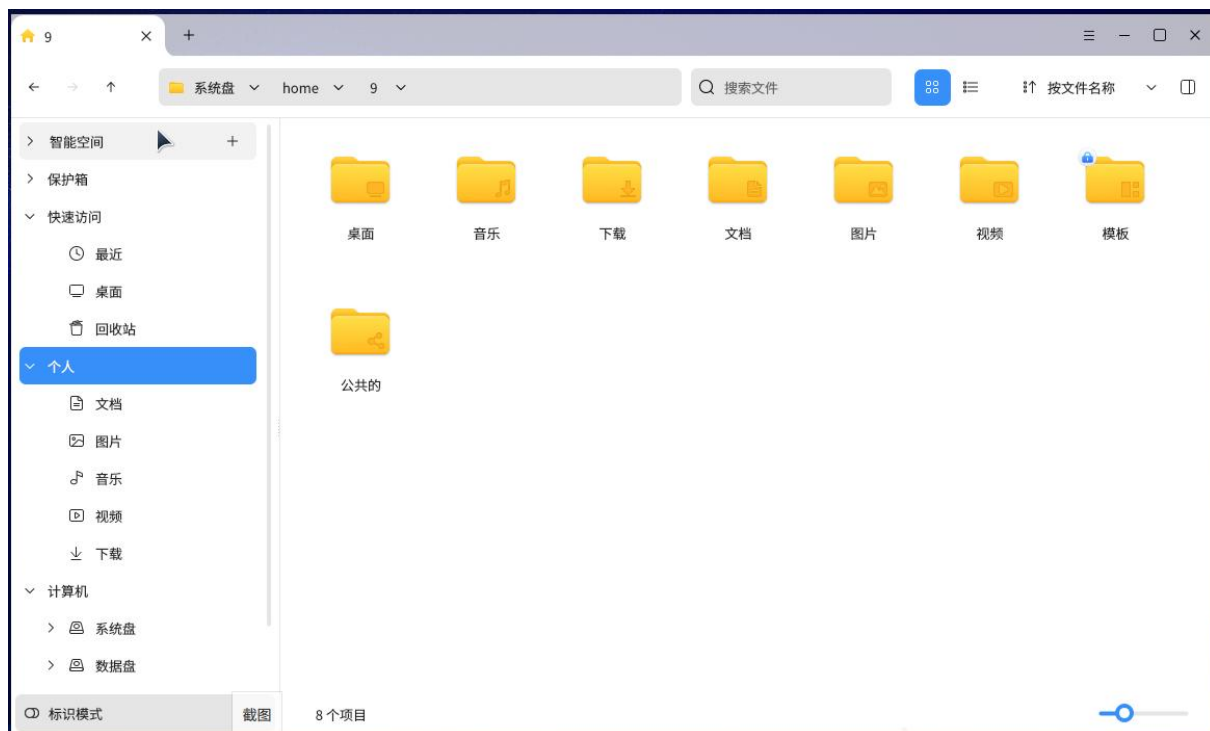 9
系统盘 home 9
搜索文件
按文件名称
智能空间
保护箱
快速访问
最近
桌面
回收站
个人
文档
图片
音乐
视频
下载
计算机
系统盘
数据盘
标识模式
截图
桌面 音乐 下载 文档 图片 视频 模板
公共的
8个项目